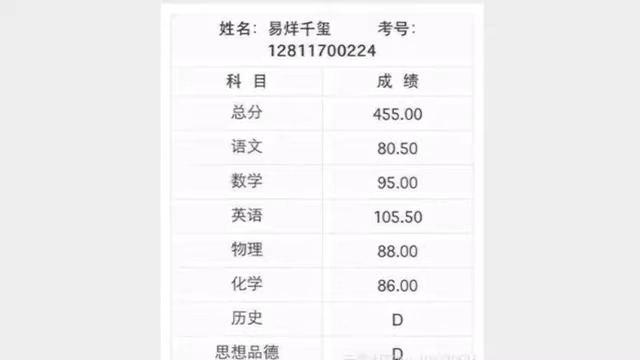 姓名：易烊千玺 考号：
12811700224
科 目 成 绩
总分 455.00
语文 80.50
数学 95.00
英语 105.50
物理 88.00
化学 86.00
历史 D
思想品德 D